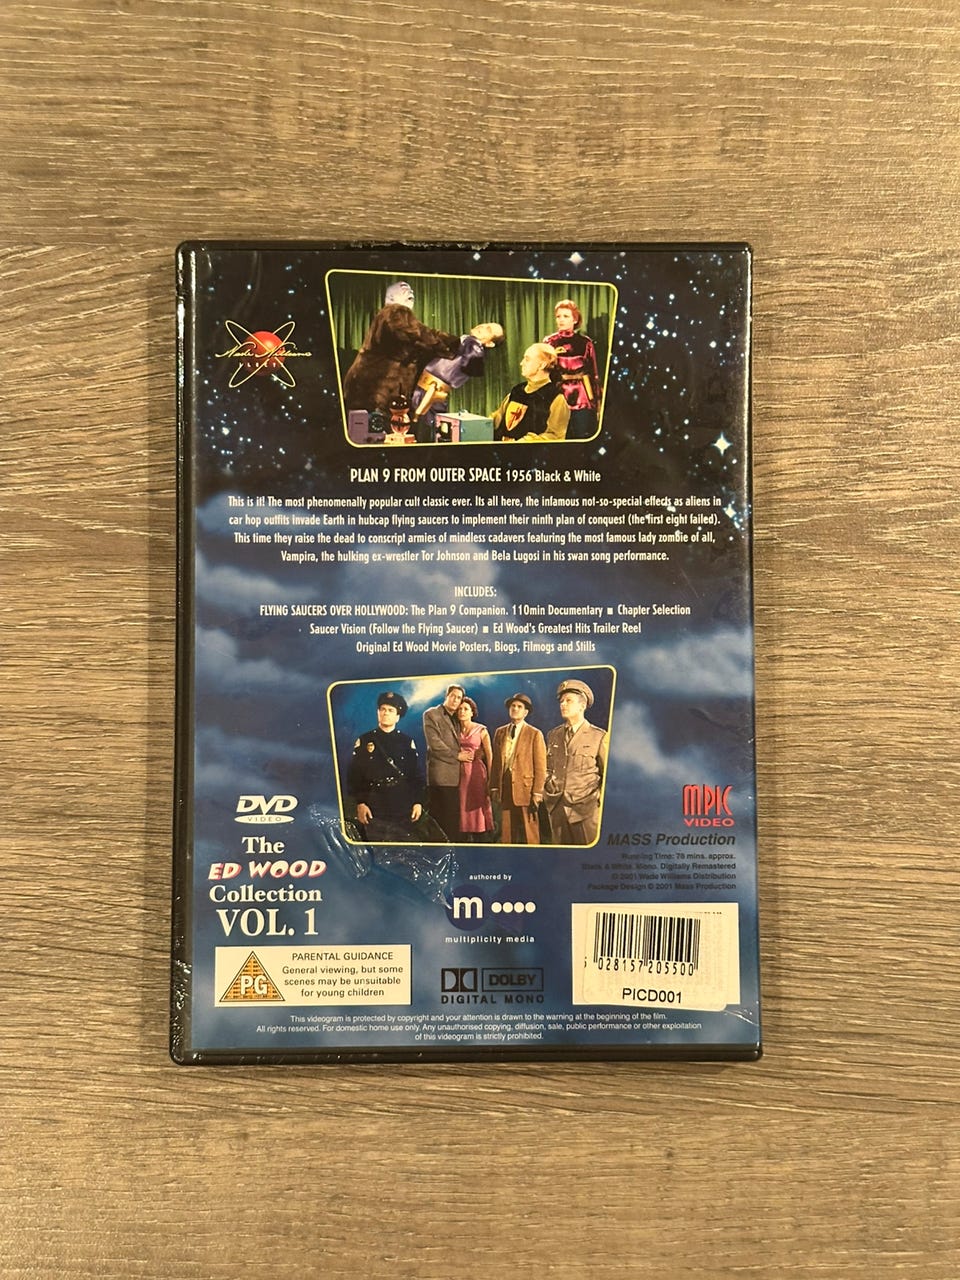 Wade Williams
PLAN 9 FROM OUTER SPACE 1956 Black & White
This is it! The most phenomenally popular cult classic ever. Its all here, the infamous not-so-special effects as aliens in
car hop outfits invade Earth in hubcap flying saucers to implement their ninth plan of conquest (the first eight failed).
This time they raise the dead to conscript armies of mindless cadavers featuring the most famous lady zombie of all,
Vampira, the hulking ex-wrestler Tor Johnson and Bela Lugosi in his swan song performance.
INCLUDES:
FLYING SAUCERS OVER HOLLYWOOD: The Plan 9 Companion. 110min Documentary ■ Chapter Selection
Saucer Vision (Follow the Flying Saucer) ■ Ed Wood's Greatest Hits Trailer Reel
Original Ed Wood Movie Posters, Biogs, Filmogs and Stills
DVD
VIDEO
The
ED WOOD
Collection
VOL. 1
MPIC
VIDEO
MASS Production
Running Time: 78 mins. approx.
Black & White. Mono. Digitally Remastered
© 2001 Wade Williams Distribution
Package Design © 2001 Mass Production
authored by
m
multiplicity media
PG
PARENTAL GUIDANCE
General viewing, but some
scenes may be unsuitable
for young children
DOLBY
DIGITAL MONO
5 028157 205500
PICD001
This videogram is protected by copyright and your attention is drawn to the warning at the beginning of the film.
All rights reserved. For domestic home use only. Any unauthorised copying, diffusion, sale, public performance or other exploitation
of this videogram is strictly prohibited.